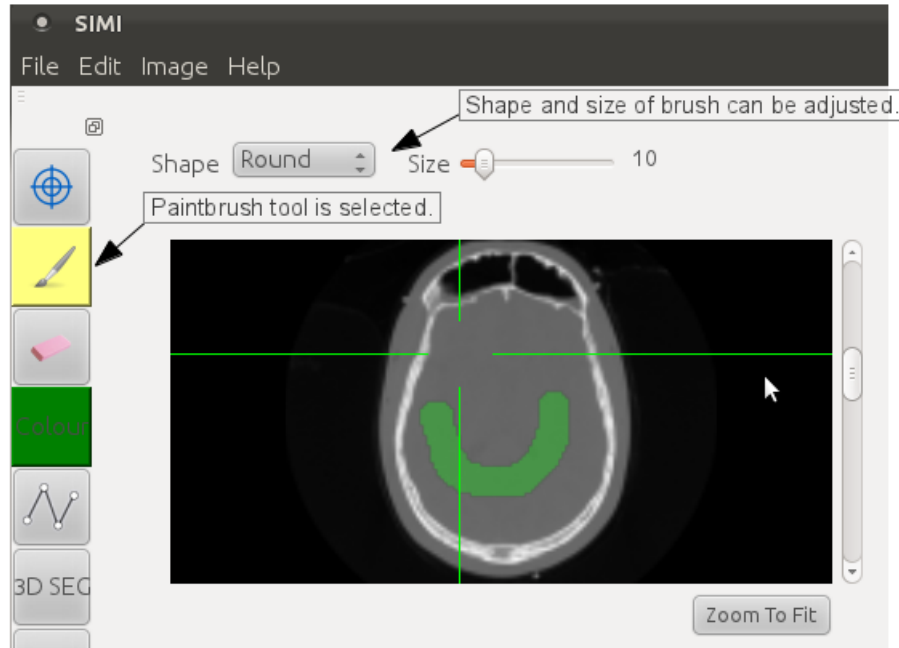 SIMI
File Edit Image Help
Shape and size of brush can be adjusted.
Shape Round Size 10
Paintbrush tool is selected.
Colour
3D SEG
Zoom To Fit